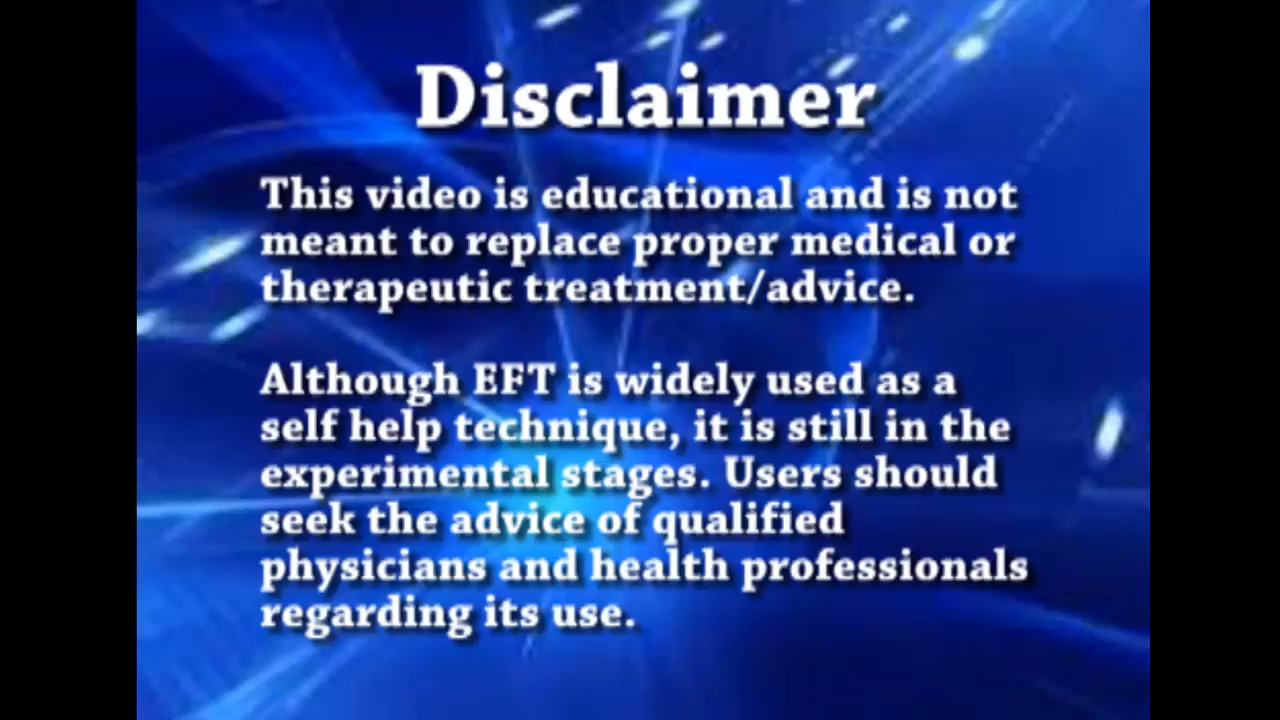 Disclaimer
This video is educational and is not
meant to replace proper medical or
therapeutic treatment/advice.
Although EFT is widely used as a
self help technique, it is still in the
experimental stages. Users should
seek the advice of qualified
physicians and health professionals
regarding its use.